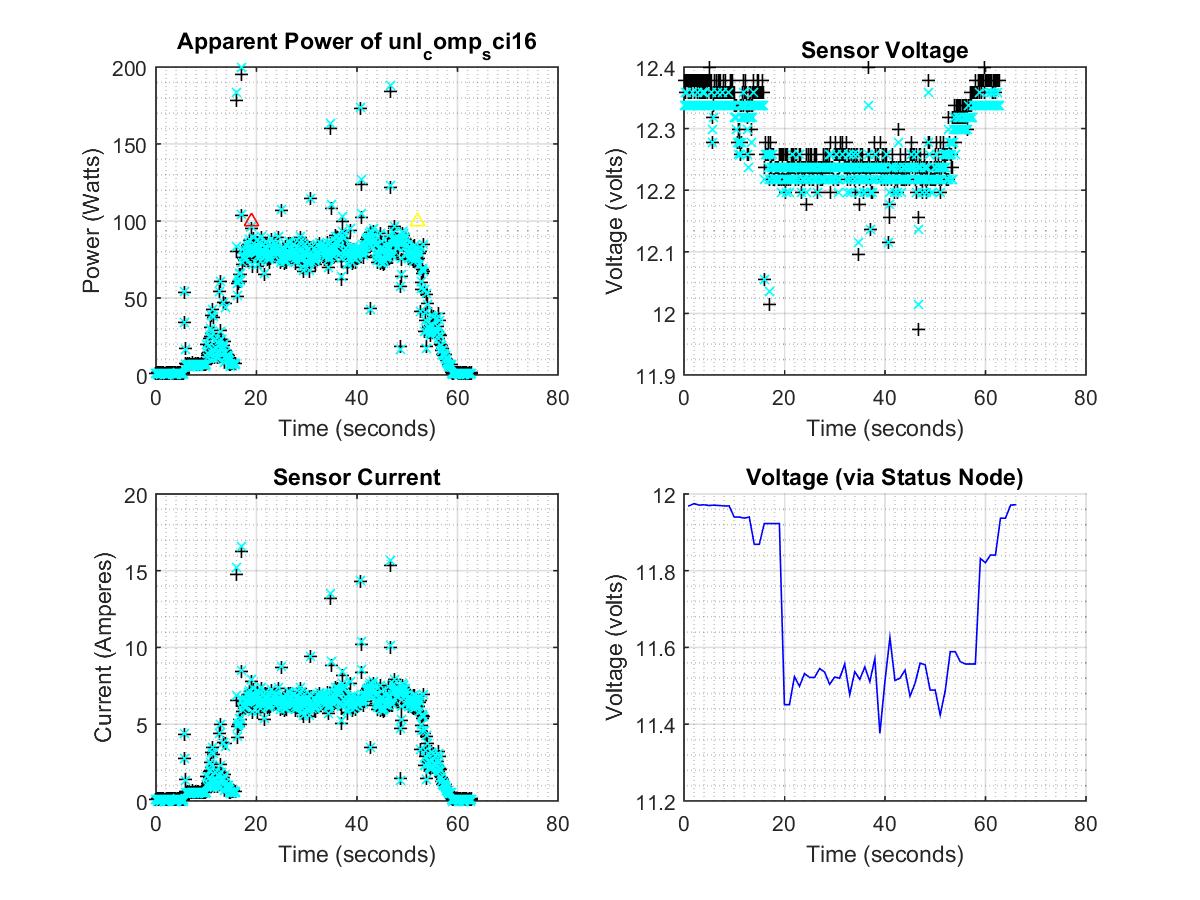 Apparent Power of unl_comp_sci16
200
150
100
50
0
0 20 40 60 80
Power (Watts)
Time (seconds)
Sensor Voltage
12.4
12.3
12.2
12.1
12
11.9
0 20 40 60 80
Voltage (volts)
Time (seconds)
Sensor Current
20
15
10
5
0
0 20 40 60 80
Current (Amperes)
Time (seconds)
Voltage (via Status Node)
12
11.8
11.6
11.4
11.2
0 20 40 60 80
Voltage (volts)
Time (seconds)